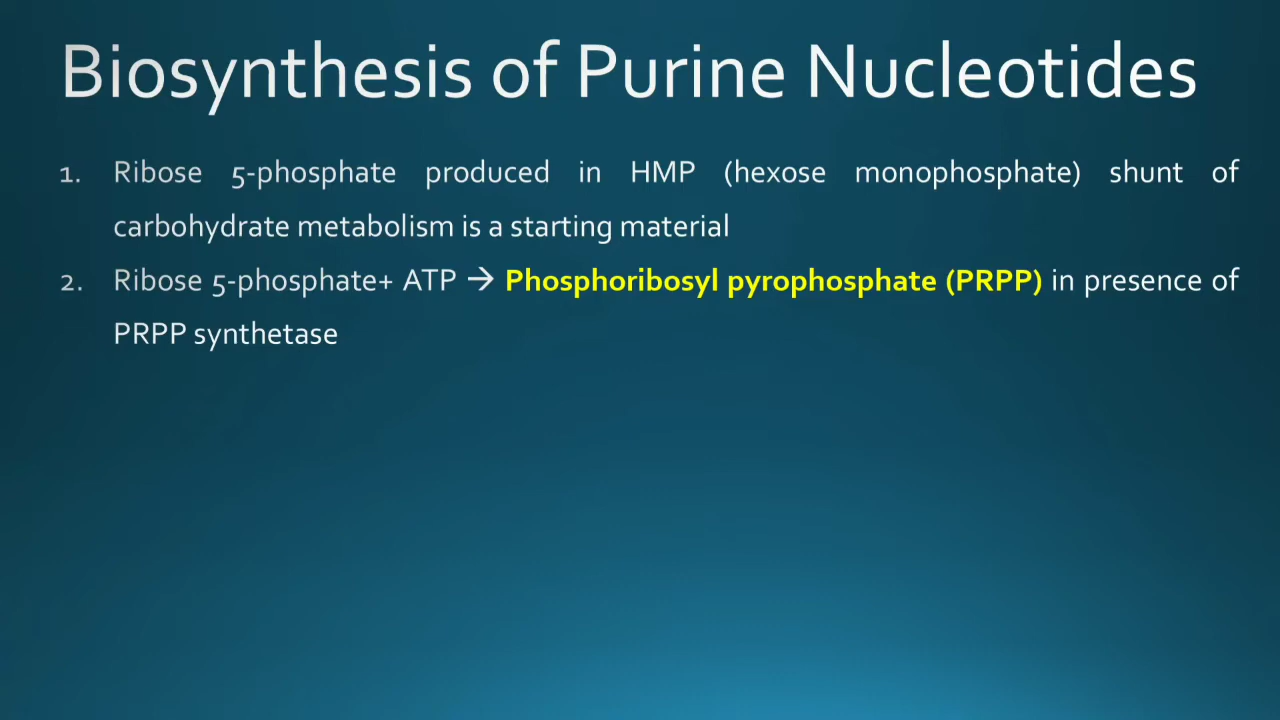 Biosynthesis of Purine Nucleotides
1. Ribose 5-phosphate produced in HMP (hexose monophosphate) shunt of
carbohydrate metabolism is a starting material
2. Ribose 5-phosphate+ ATP → Phosphoribosyl pyrophosphate (PRPP) in presence of
PRPP synthetase